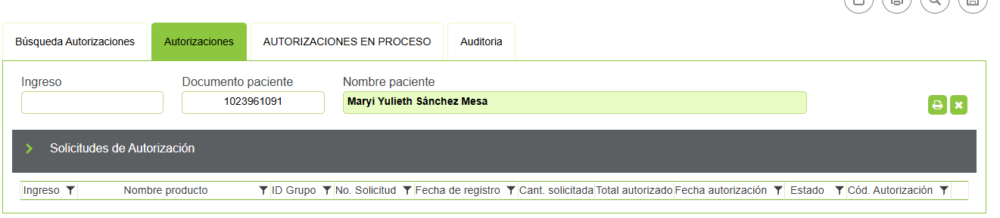 Búsqueda Autorizaciones Autorizaciones AUTORIZACIONES EN PROCESO Auditoria
Ingreso Documento paciente Nombre paciente
1023961091 Maryi Yulieth Sánchez Mesa
Solicitudes de Autorización
Ingreso Nombre producto ID Grupo No. Solicitud Fecha de registro Cant. solicitada Total autorizado Fecha autorización Estado Cód. Autorización